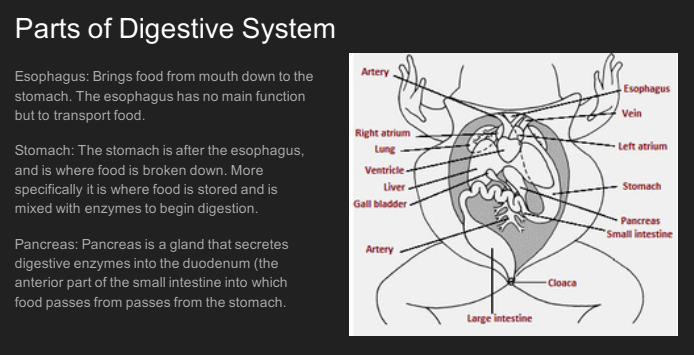 Parts of Digestive System
Esophagus: Brings food from mouth down to the
stomach. The esophagus has no main function
but to transport food.
Stomach: The stomach is after the esophagus,
and is where food is broken down. More
specifically it is where food is stored and is
mixed with enzymes to begin digestion.
Pancreas: Pancreas is a gland that secretes
digestive enzymes into the duodenum (the
anterior part of the small intestine into which
food passes from passes from the stomach.
Artery
Esophagus
Vein
Right atrium
Left atrium
Lung
Ventricle
Liver
Stomach
Gall bladder
Pancreas
Small intestine
Artery
Cloaca
Large intestine